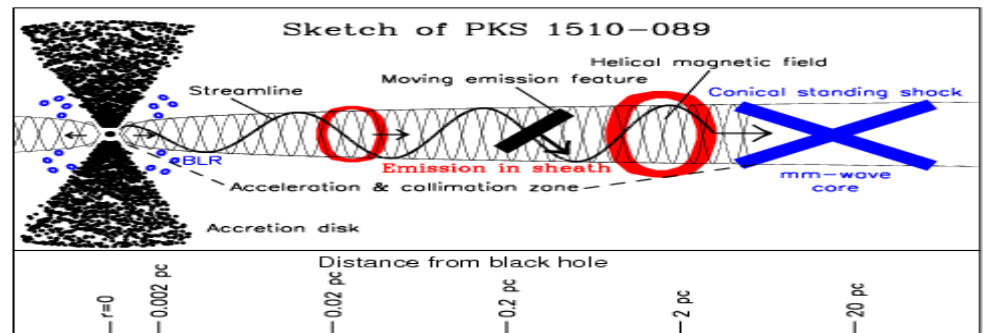 Sketch of PKS 1510-089
Helical magnetic field
Moving emission feature
Streamline
Conical standing shock
BLR
Emission in sheath
Acceleration & collimation zone
mm-wave
core
Accretion disk
Distance from black hole
r=0
0.002 pc
0.02 pc
0.2 pc
2 pc
20 pc